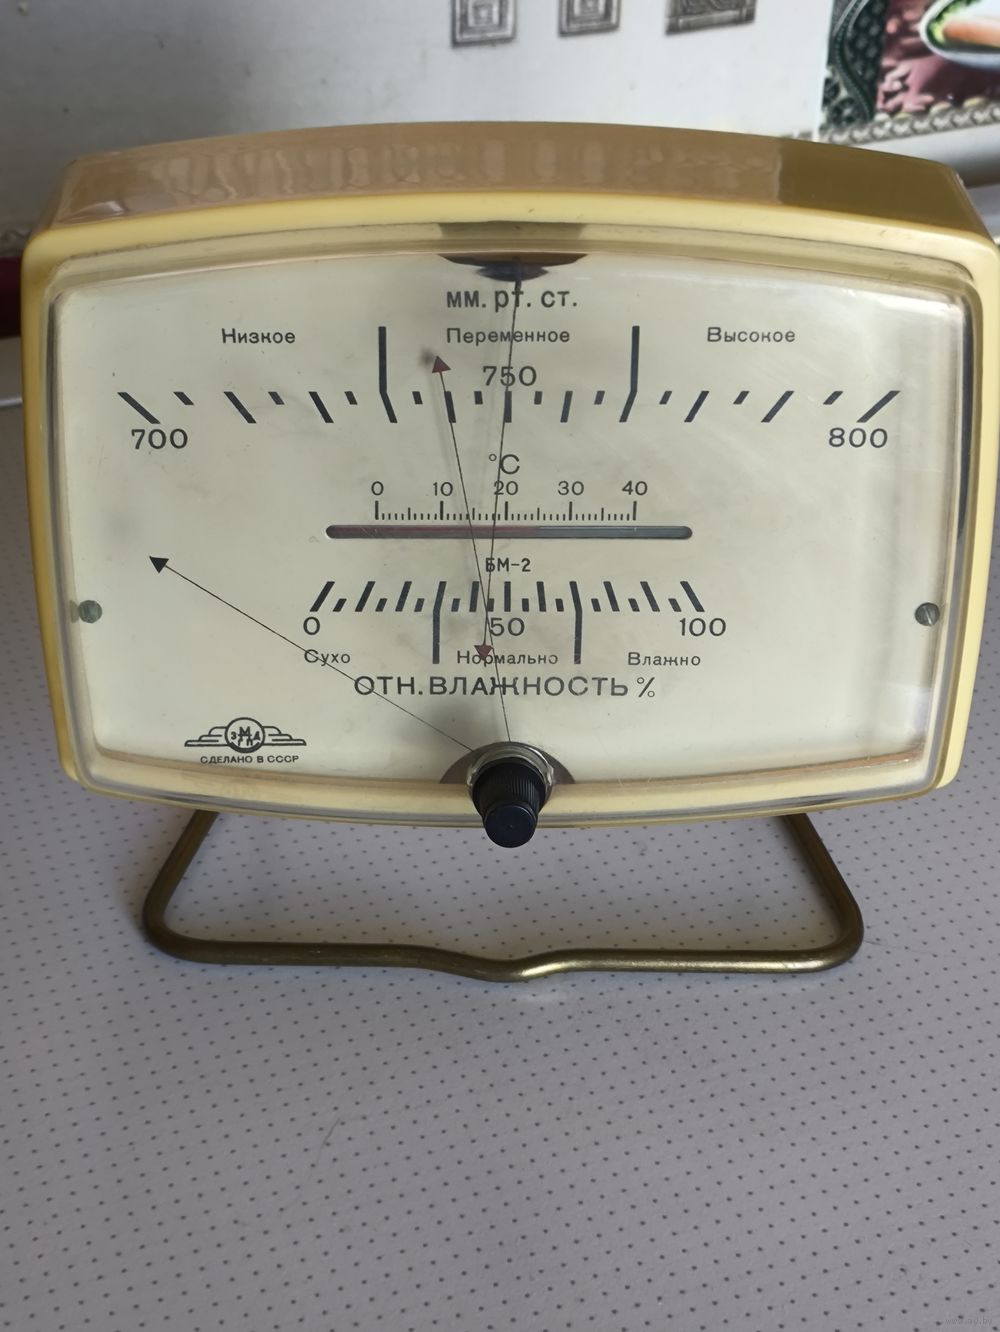 мм. рт. ст.
Низкое Переменное Высокое
750
700 800
°C
0 10 20 30 40
БМ-2
0 50 100
Сухо Нормально Влажно
ОТН. ВЛАЖНОСТЬ %
СДЕЛАНО В СССР